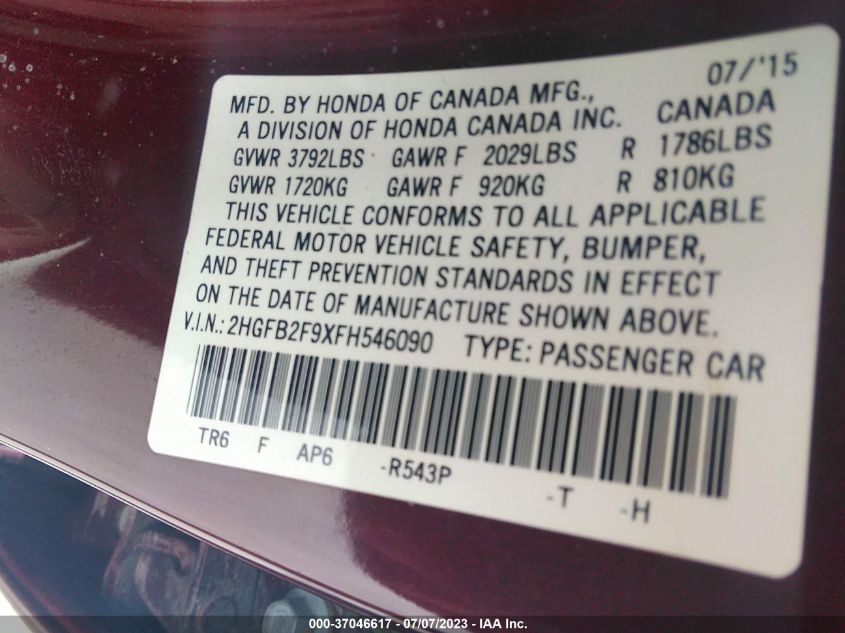 07/'15
MFD. BY HONDA OF CANADA MFG.,
A DIVISION OF HONDA CANADA INC. CANADA
GVWR 3792LBS GAWR F 2029LBS R 1786LBS
GVWR 1720KG GAWR F 920KG R 810KG
THIS VEHICLE CONFORMS TO ALL APPLICABLE
FEDERAL MOTOR VEHICLE SAFETY, BUMPER,
AND THEFT PREVENTION STANDARDS IN EFFECT
ON THE DATE OF MANUFACTURE SHOWN ABOVE.
V.I.N.: 2HGFB2F9XFH546090 TYPE: PASSENGER CAR
TR6 F AP6 -R543P -T -H
000-37046617 - 07/07/2023 - IAA Inc.